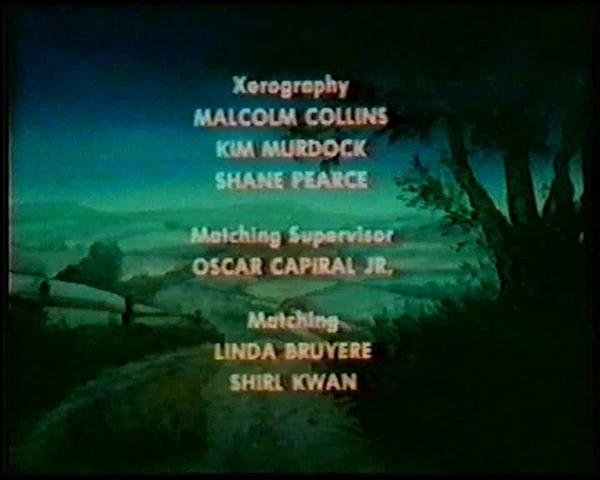 Xerography
MALCOLM COLLINS
KIM MURDOCK
SHANE PEARCE
Matching Supervisor
OSCAR CAPIRAL JR.
Matching
LINDA BRUYERE
SHIRL KWAN